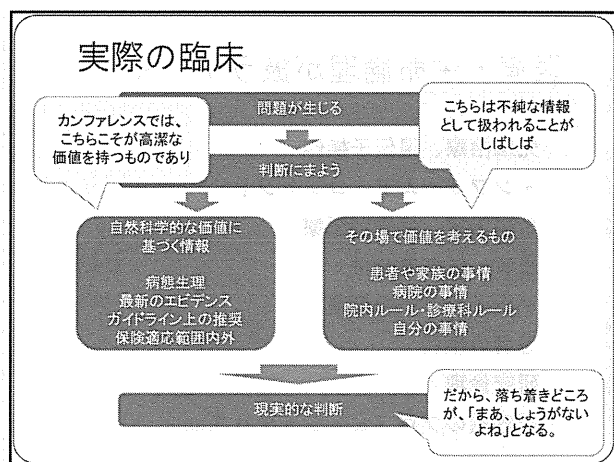 実際の臨床
問題が生じる
カンファレンスでは、
こちらこそが高潔な
価値を持つものであり
こちらは不純な情報
として扱われることが
しばしば
判断にまよう
自然科学的な価値に
基づく情報
病態生理
最新のエビデンス
ガイドライン上の推奨
保険適応範囲内外
その場で価値を考えるもの
患者や家族の事情
病院の事情
院内ルール・診療科ルール
自分の事情
現実的な判断
だから、落ち着きどころ
が、「まあ、しょうがない
よね」となる。